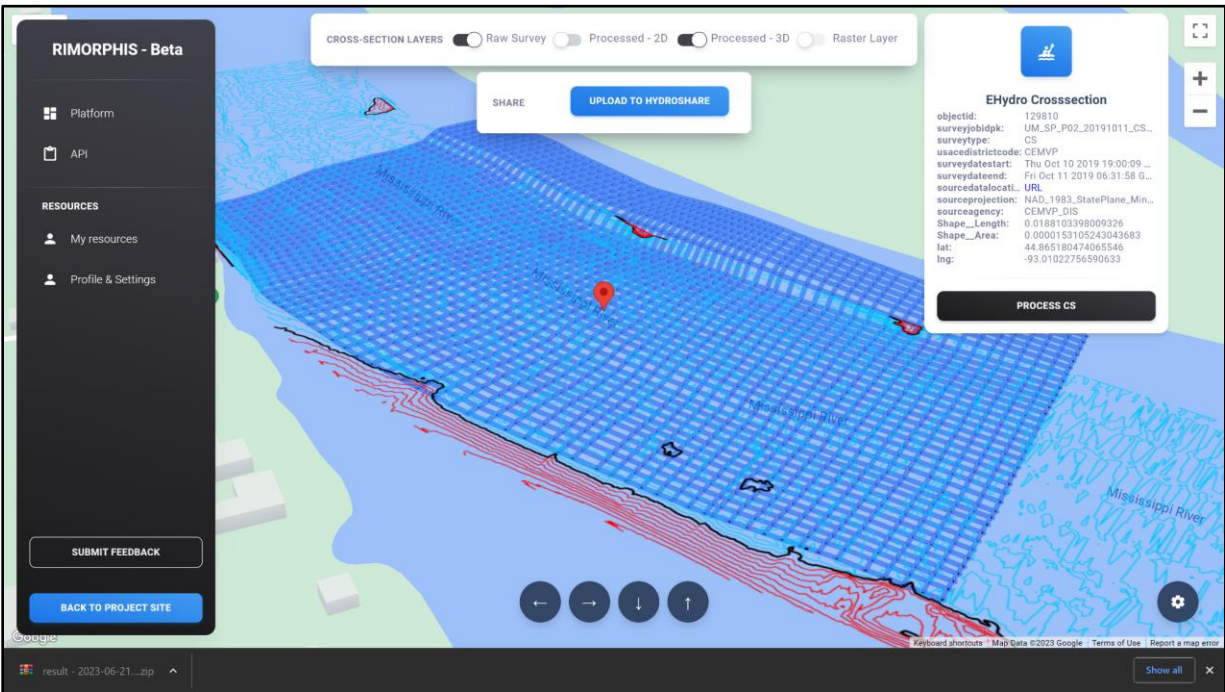 RIMORPHIS - Beta
Platform
API
RESOURCES
My resources
Profile & Settings
SUBMIT FEEDBACK
BACK TO PROJECT SITE
CROSS-SECTION LAYERS Raw Survey Processed - 2D Processed - 3D Raster Layer
SHARE UPLOAD TO HYDROSHARE
EHydro Crosssection
objectid: 129810
surveyjobidpk: UM_SP_P02_20191011_CS...
surveytype: CS
usacedistrictcode: CEMVP
surveydatestart: Thu Oct 10 2019 19:00:09 ...
surveydateend: Fri Oct 11 2019 06:31:58 G...
sourcedatalocati... URL
sourceprojection: NAD_1983_StatePlane_Min...
sourceagency: CEMVP_DIS
Shape__Length: 0.0188103398009326
Shape__Area: 0.0000153105243043683
lat: 44.865180474065546
lng: -93.01022756590633
PROCESS CS
Mississippi River
Mississippi River
Mississippi River
Mississippi River
Google
Keyboard shortcuts Map Data ©2023 Google Terms of Use Report a map error
result - 2023-06-21....zip
Show all